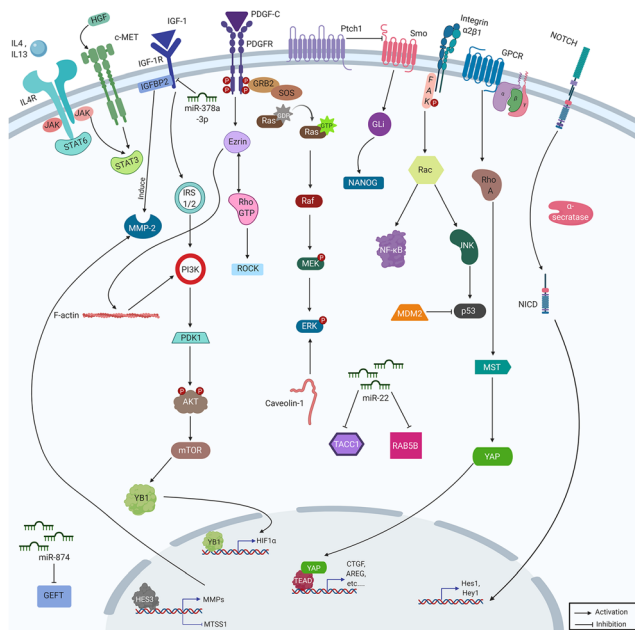 HGF
IL4 ,
IL13
c-MET
IL4R
JAK
JAK
STAT6
STAT3
IGF-1
IGF-1R
IGFBP2
miR-378a
-3p
Induce
MMP-2
IRS
1/2
PI3K
F-actin
PDK1
P
P
AKT
mTOR
YB1
PDGF-C
PDGFR
P
P
P
P
GRB2
SOS
Ras
GDP
Ras
GTP
Ezrin
Rho
GTP
ROCK
Raf
MEK
P
ERK
P
Caveolin-1
Ptch1
Smo
GLi
NANOG
Integrin
α2β1
F
A
K
P
Rac
NF-κB
INK
MDM2
p53
miR-22
TACC1
RAB5B
GPCR
α
β
γ
Rho
A
MST
YAP
NOTCH
α-
secratase
NICD
miR-874
GEFT
YB1
HIF1α
HES3
MMPs
MTSS1
YAP
TEAD
CTGF,
AREG,
etc....
Hes1,
Hey1
Activation
Inhibition